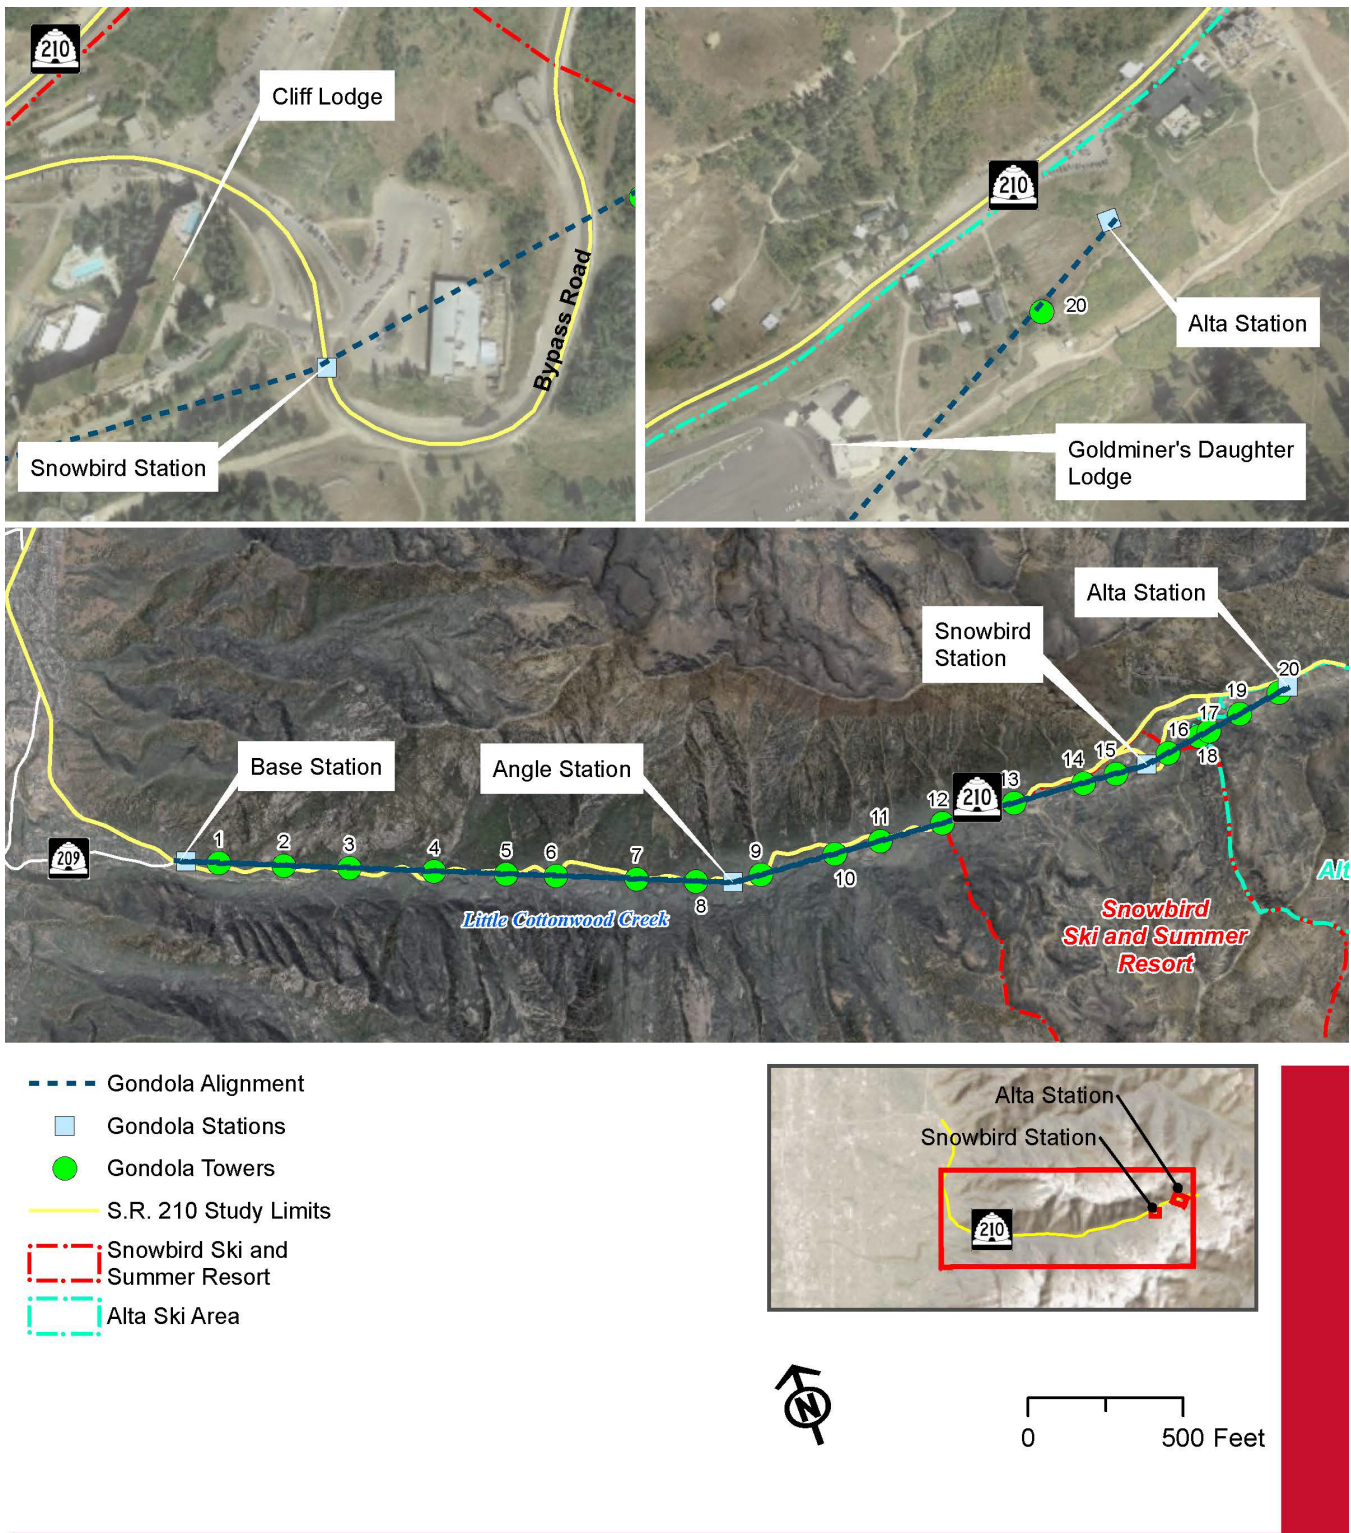 210
Cliff Lodge
Bypass Road
Snowbird Station
210
20
Alta Station
Goldminer's Daughter
Lodge
Alta Station
Snowbird
Station
20
19
17
16
18
15
14
13
210
12
11
10
9
Base Station
Angle Station
1
2
3
4
5
6
7
8
209
Little Cottonwood Creek
Snowbird
Ski and Summer
Resort
Alt
Gondola Alignment
Gondola Stations
Gondola Towers
S.R. 210 Study Limits
Snowbird Ski and
Summer Resort
Alta Ski Area
Alta Station
Snowbird Station
210
N
0 500 Feet